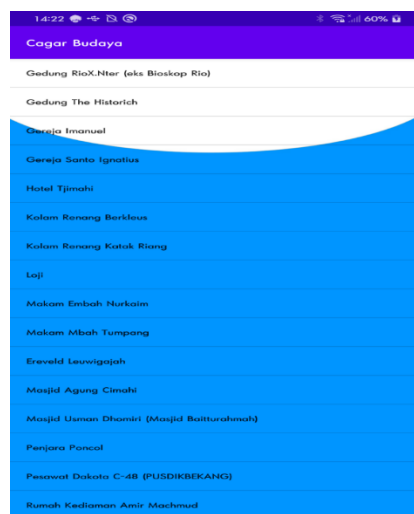 14:22 60%
Cagar Budaya
Gedung RioX.Nter (eks Bioskop Rio)
Gedung The Historich
Gereja Imanuel
Gereja Santo Ignatius
Hotel Tjimahi
Kolam Renang Berkleus
Kolam Renang Katak Riang
Loji
Makam Embah Nurkaim
Makam Mbah Tumpang
Ereveld Leuwigajah
Masjid Agung Cimahi
Masjid Usman Dhomiri (Masjid Baitturahmah)
Penjara Poncol
Pesawat Dakota C-48 (PUSDIKBEKANG)
Rumah Kediaman Amir Machmud